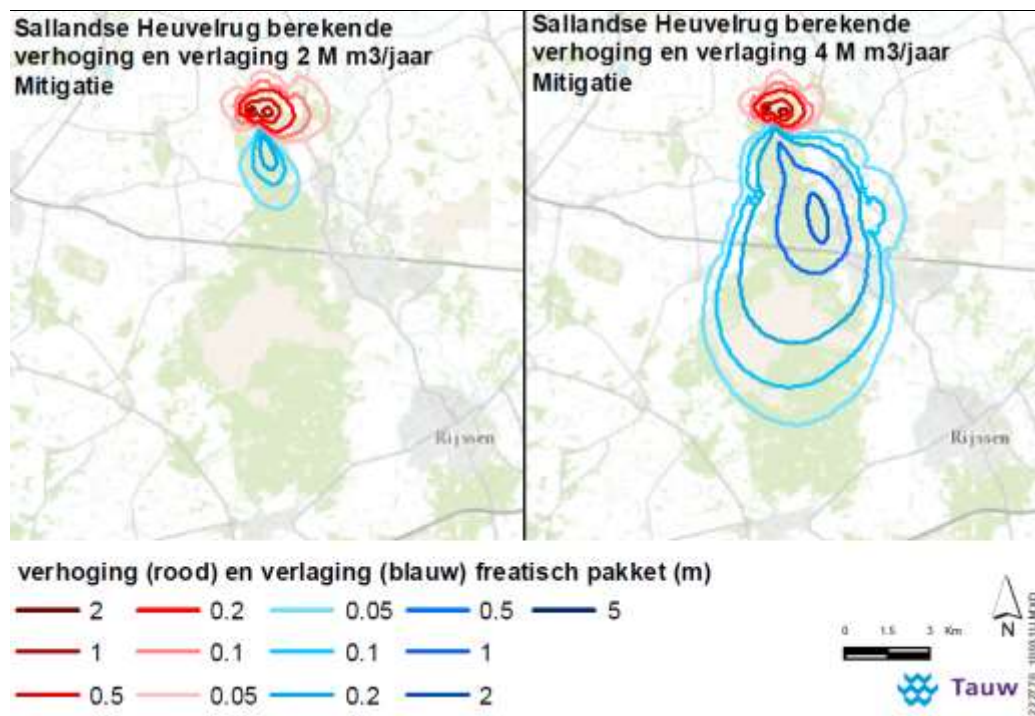 Sallandse Heuvelrug berekende
verhoging en verlaging 2 M m3/jaar
Mitigatie
Sallandse Heuvelrug berekende
verhoging en verlaging 4 M m3/jaar
Mitigatie
Rijssen
Rijssen
verhoging (rood) en verlaging (blauw) freatisch pakket (m)
2 0.2 0.05 0.5 5
1 0.1 0.1 1
0.5 0.05 0.2 2
0 1.5 3 Km
N
Tauw